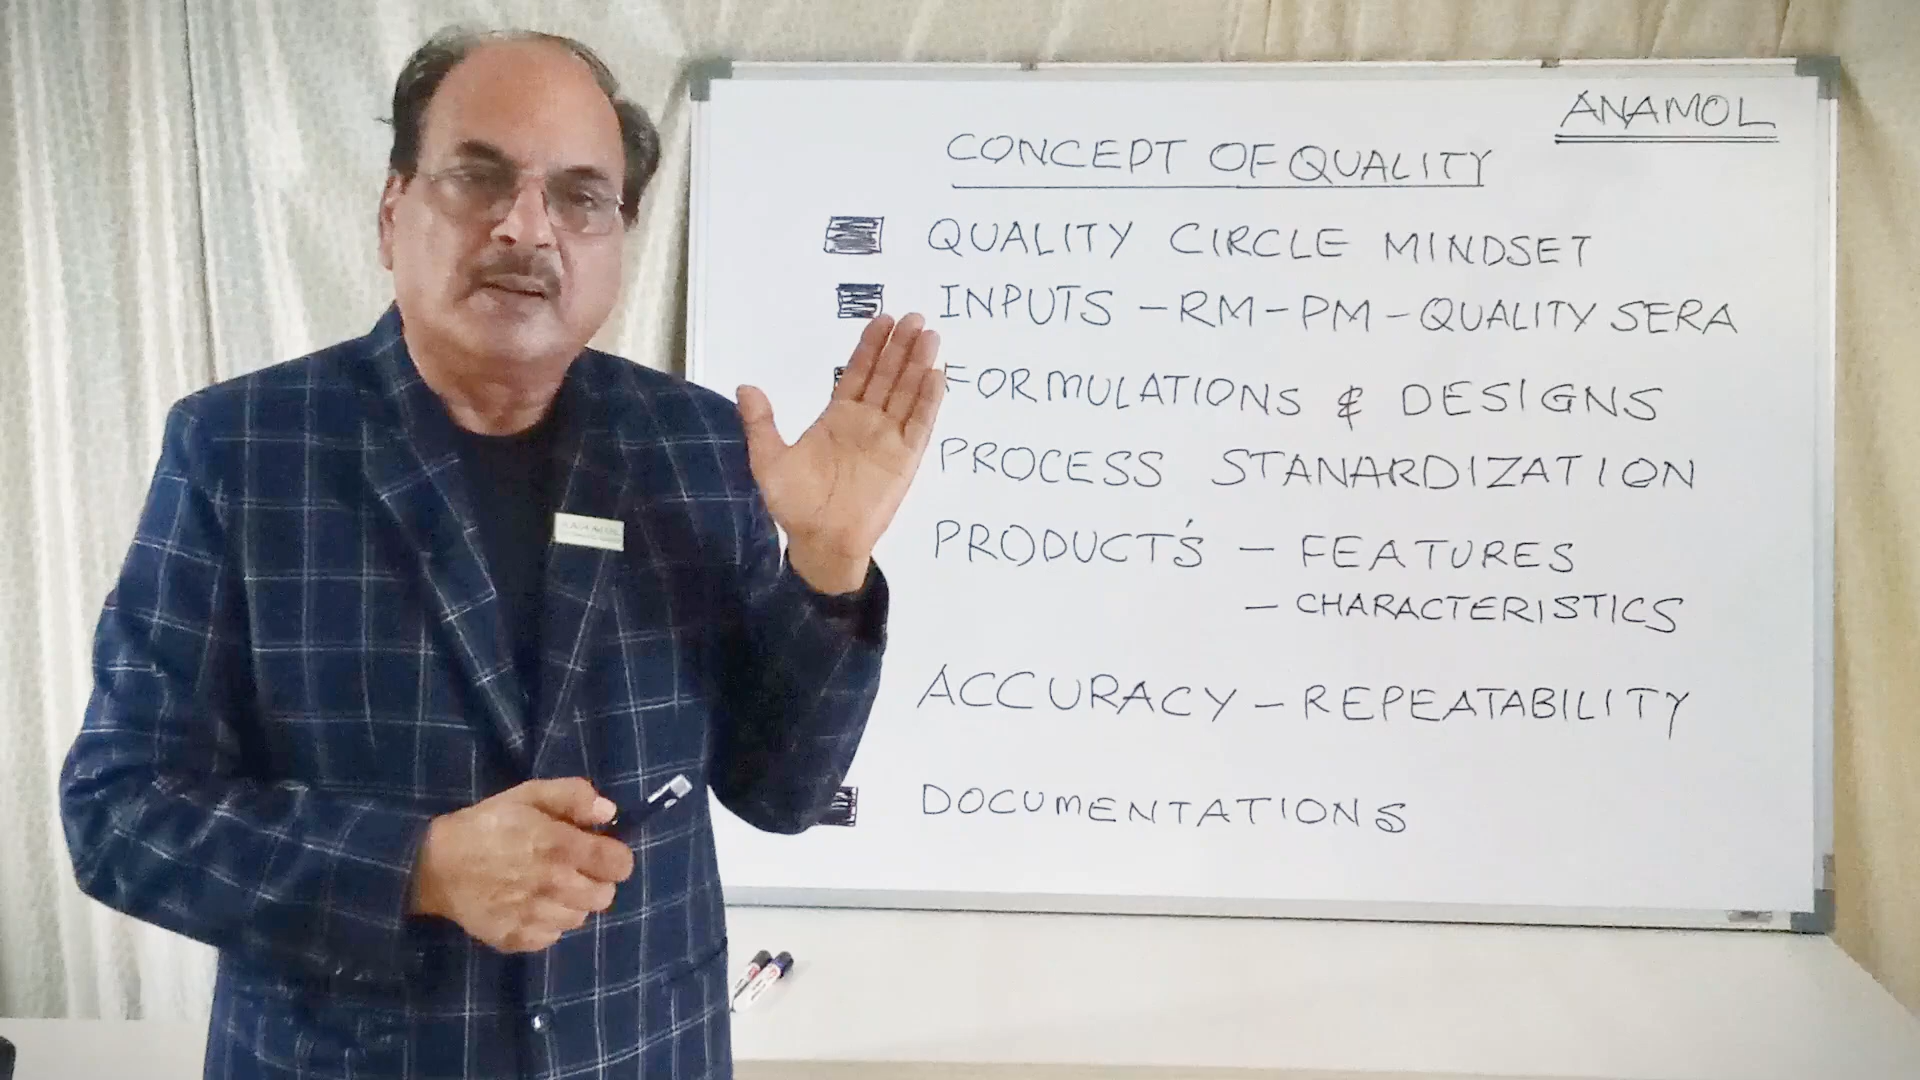 ANAMOL
CONCEPT OF QUALITY
QUALITY CIRCLE MINDSET
INPUTS – RM – PM – QUALITY SERA
FORMULATIONS & DESIGNS
PROCESS STANARDIZATION
PRODUCT'S – FEATURES
– CHARACTERISTICS
ACCURACY – REPEATABILITY
DOCUMENTATIONS